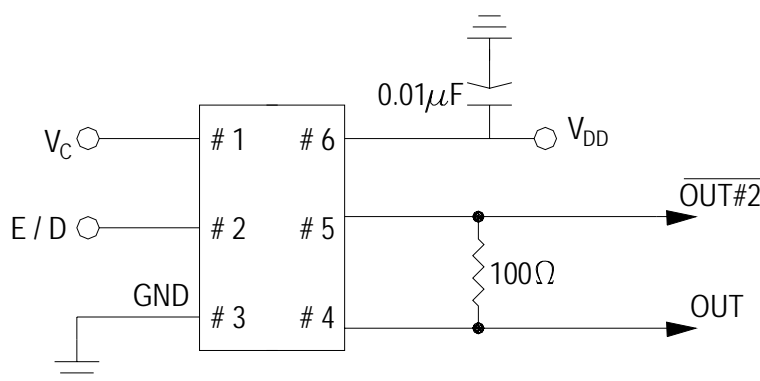 0.01μF
V_C
#1
#6
V_DD
OUT#2
E / D
#2
#5
100Ω
GND
#3
#4
OUT